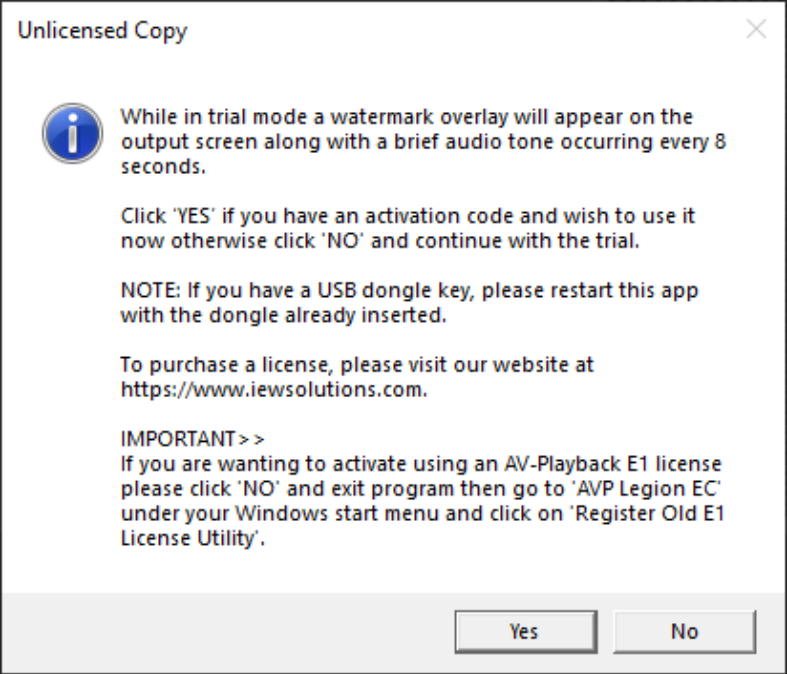 Unlicensed Copy
While in trial mode a watermark overlay will appear on the
output screen along with a brief audio tone occurring every 8
seconds.
Click 'YES' if you have an activation code and wish to use it
now otherwise click 'NO' and continue with the trial.
NOTE: If you have a USB dongle key, please restart this app
with the dongle already inserted.
To purchase a license, please visit our website at
https://www.iewsolutions.com.
IMPORTANT>>
If you are wanting to activate using an AV-Playback E1 license
please click 'NO' and exit program then go to 'AVP Legion EC'
under your Windows start menu and click on 'Register Old E1
License Utility'.
Yes
No